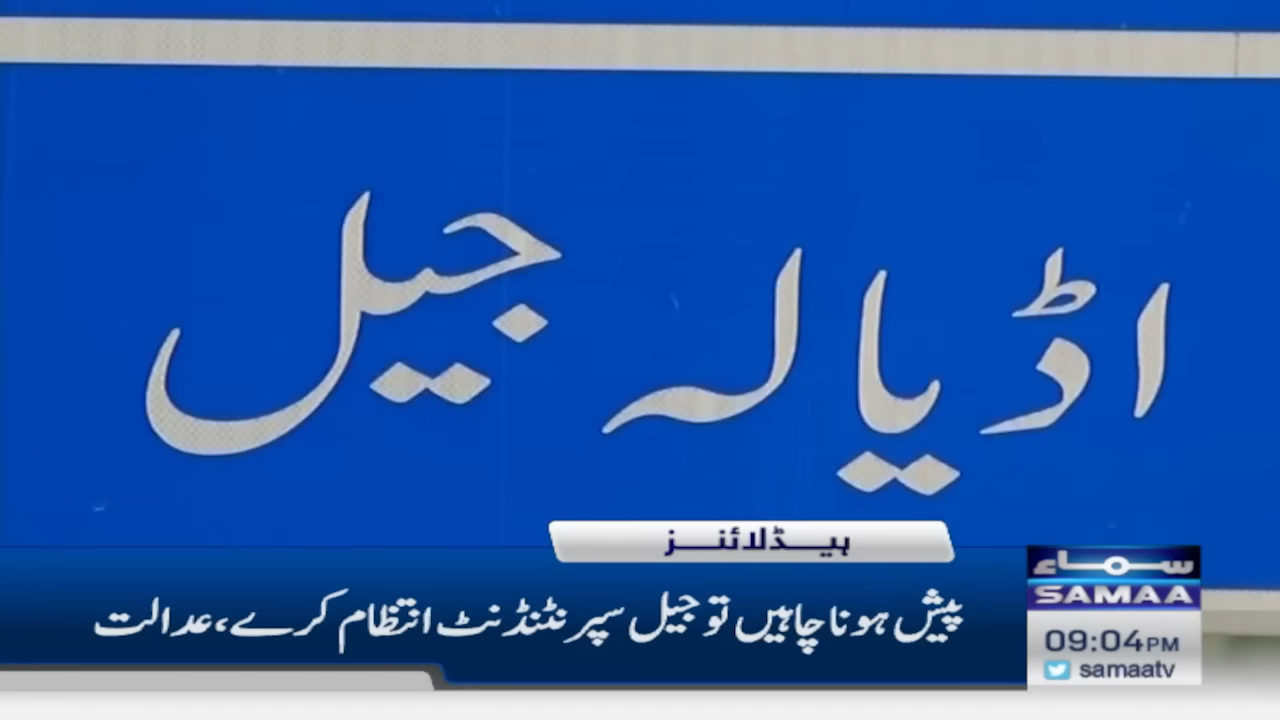 اڈیالہ جیل
ہیڈلائنز
پیش ہونا چاہیں تو جیل سپرنٹنڈنٹ انتظام کرے، عدالت
سماء
SAMAA
09:04PM
samaatv